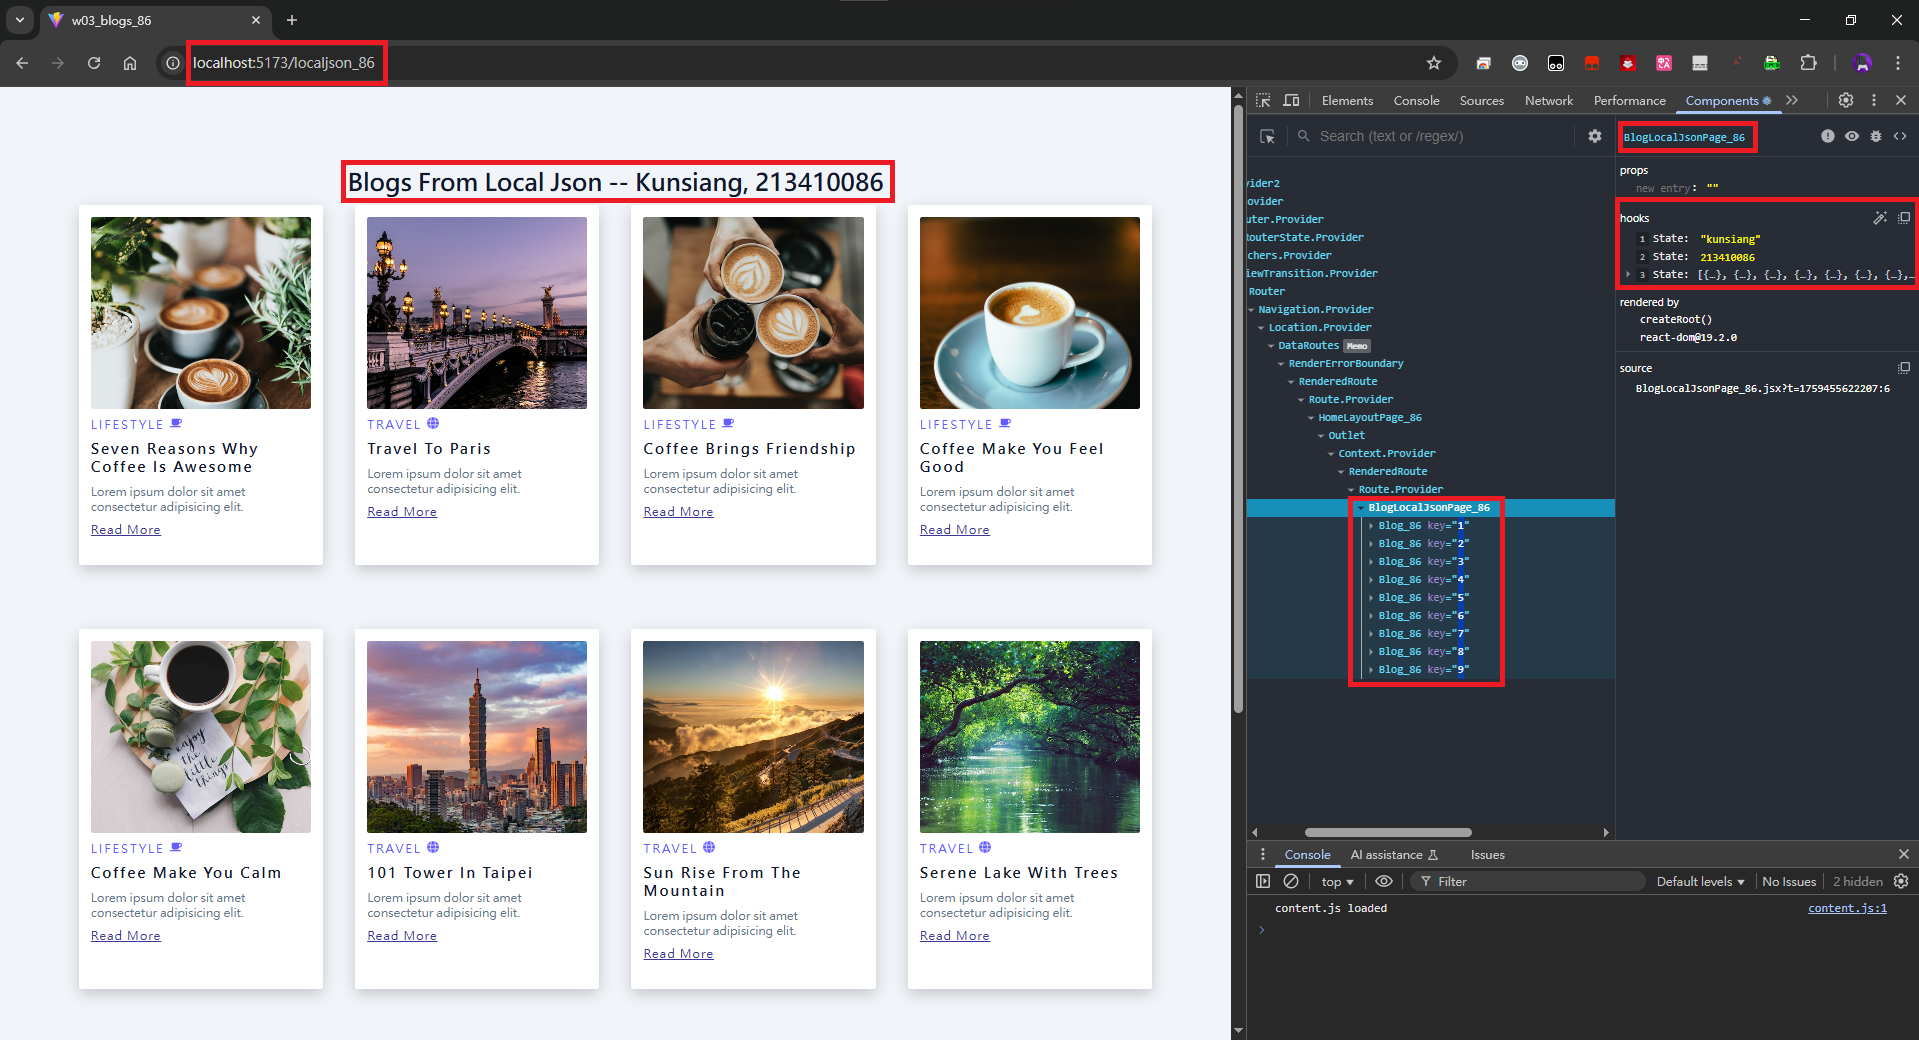 w03_blogs_86
localhost:5173/localjson_86
Blogs From Local Json -- Kunsiang, 213410086
LIFESTYLE
Seven Reasons Why
Coffee Is Awesome
Lorem ipsum dolor sit amet
consectetur adipisicing elit.
Read More
TRAVEL
Travel To Paris
Lorem ipsum dolor sit amet
consectetur adipisicing elit.
Read More
LIFESTYLE
Coffee Brings Friendship
Lorem ipsum dolor sit amet
consectetur adipisicing elit.
Read More
LIFESTYLE
Coffee Make You Feel
Good
Lorem ipsum dolor sit amet
consectetur adipisicing elit.
Read More
enjoy
the
little
things
LIFESTYLE
Coffee Make You Calm
Lorem ipsum dolor sit amet
consectetur adipisicing elit.
Read More
TRAVEL
101 Tower In Taipei
Lorem ipsum dolor sit amet
consectetur adipisicing elit.
Read More
TRAVEL
Sun Rise From The
Mountain
Lorem ipsum dolor sit amet
consectetur adipisicing elit.
Read More
TRAVEL
Serene Lake With Trees
Lorem ipsum dolor sit amet
consectetur adipisicing elit.
Read More
Elements Console Sources Network Performance Components
Search (text or /regex/)
vider2
ovider
uter.Provider
RouterState.Provider
chers.Provider
iewTransition.Provider
Router
Navigation.Provider
Location.Provider
DataRoutes Memo
RenderErrorBoundary
RenderedRoute
Route.Provider
HomeLayoutPage_86
Outlet
Context.Provider
RenderedRoute
Route.Provider
BlogLocalJsonPage_86
Blog_86 key="1"
Blog_86 key="2"
Blog_86 key="3"
Blog_86 key="4"
Blog_86 key="5"
Blog_86 key="6"
Blog_86 key="7"
Blog_86 key="8"
Blog_86 key="9"
BlogLocalJsonPage_86
props
new entry: ""
hooks
1 State: "kunsiang"
2 State: 213410086
3 State: [{…}, {…}, {…}, {…}, {…}, {…}, {…},…
rendered by
createRoot()
react-dom@19.2.0
source
BlogLocalJsonPage_86.jsx?t=1759455622207:6
Console AI assistance Issues
top Filter Default levels No Issues 2 hidden
content.js loaded content.js:1